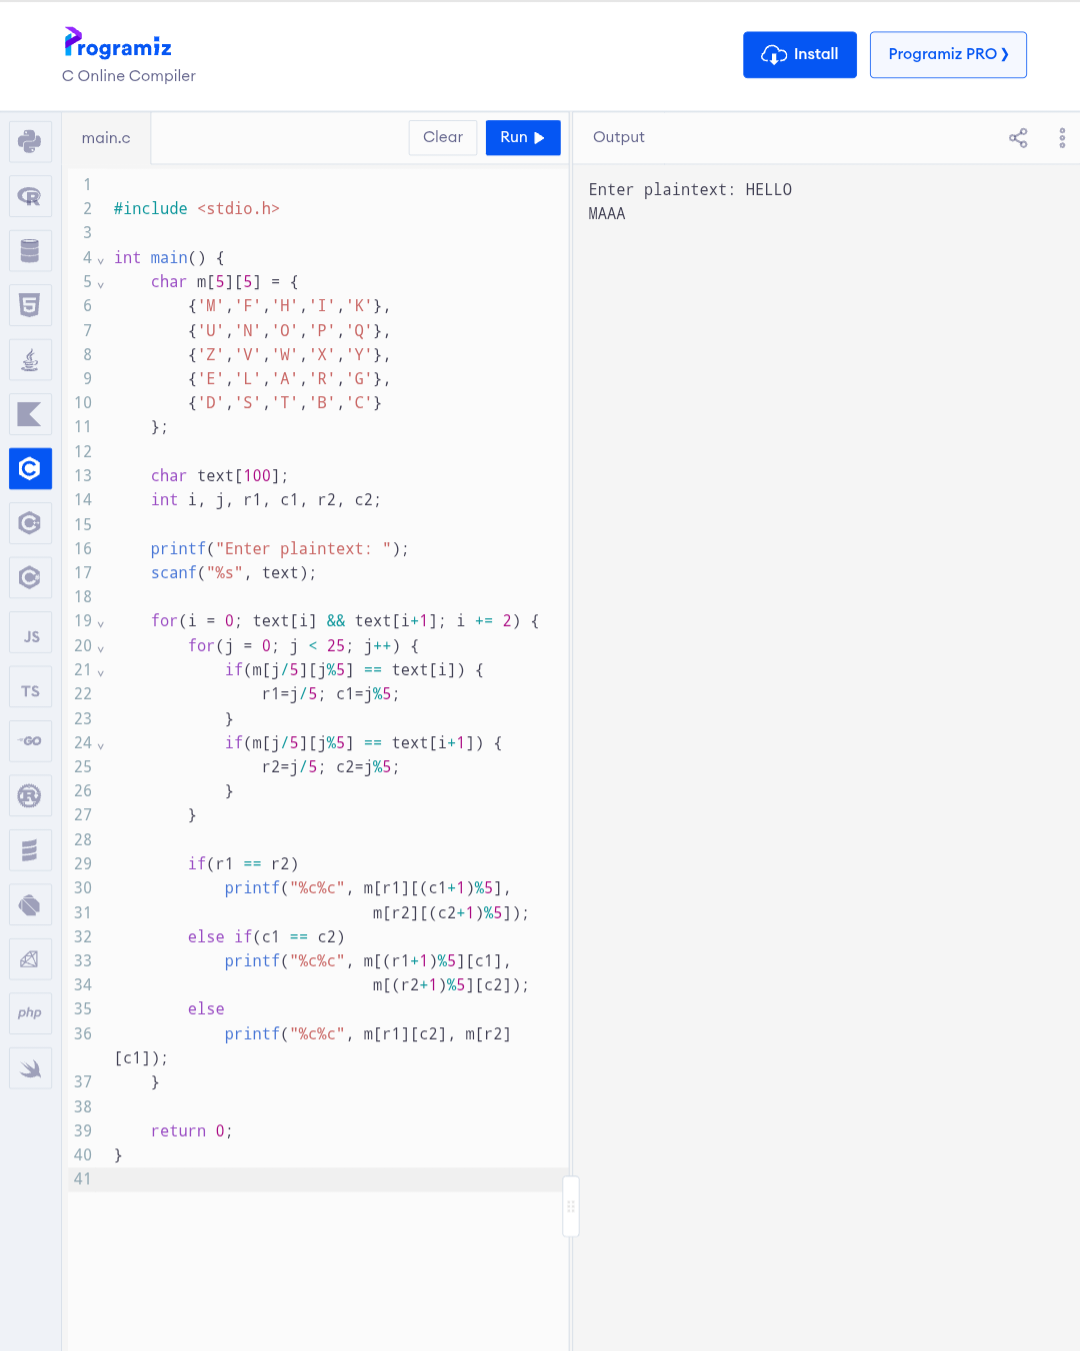 Programiz
C Online Compiler
Install
Programiz PRO ❯
main.c
Clear
Run
Output
Enter plaintext: HELLO
MAAA
1
2 #include <stdio.h>
3
4 int main() {
5     char m[5][5] = {
6         {'M','F','H','I','K'},
7         {'U','N','O','P','Q'},
8         {'Z','V','W','X','Y'},
9         {'E','L','A','R','G'},
10         {'D','S','T','B','C'}
11     };
12
13     char text[100];
14     int i, j, r1, c1, r2, c2;
15
16     printf("Enter plaintext: ");
17     scanf("%s", text);
18
19     for(i = 0; text[i] && text[i+1]; i += 2) {
20         for(j = 0; j < 25; j++) {
21             if(m[j/5][j%5] == text[i]) {
22                 r1=j/5; c1=j%5;
23             }
24             if(m[j/5][j%5] == text[i+1]) {
25                 r2=j/5; c2=j%5;
26             }
27         }
28
29         if(r1 == r2)
30             printf("%c%c", m[r1][(c1+1)%5],
31                             m[r2][(c2+1)%5]);
32         else if(c1 == c2)
33             printf("%c%c", m[(r1+1)%5][c1],
34                             m[(r2+1)%5][c2]);
35         else
36             printf("%c%c", m[r1][c2], m[r2]
[c1]);
37     }
38
39     return 0;
40 }
41
JS
TS
GO
php